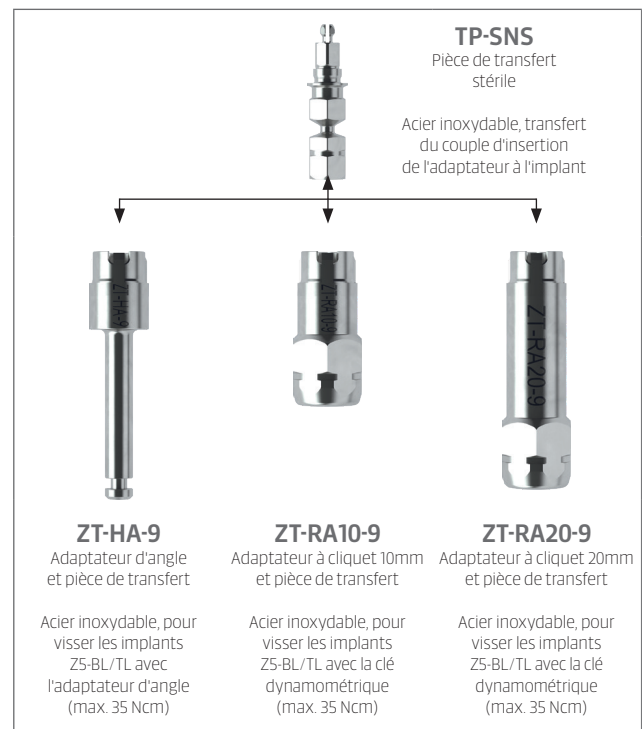 TP-SNS
Pièce de transfert
stérile
Acier inoxydable, transfert
du couple d'insertion
de l'adaptateur à l'implant
ZT-HA-9
ZT-RA10-9
ZT-RA20-9
ZT-HA-9
Adaptateur d'angle
et pièce de transfert
Acier inoxydable, pour
visser les implants
Z5-BL/TL avec
l'adaptateur d'angle
(max. 35 Ncm)
ZT-RA10-9
Adaptateur à cliquet 10mm
et pièce de transfert
Acier inoxydable, pour
visser les implants
Z5-BL/TL avec la clé
dynamométrique
(max. 35 Ncm)
ZT-RA20-9
Adaptateur à cliquet 20mm
et pièce de transfert
Acier inoxydable, pour
visser les implants
Z5-BL/TL avec la clé
dynamométrique
(max. 35 Ncm)